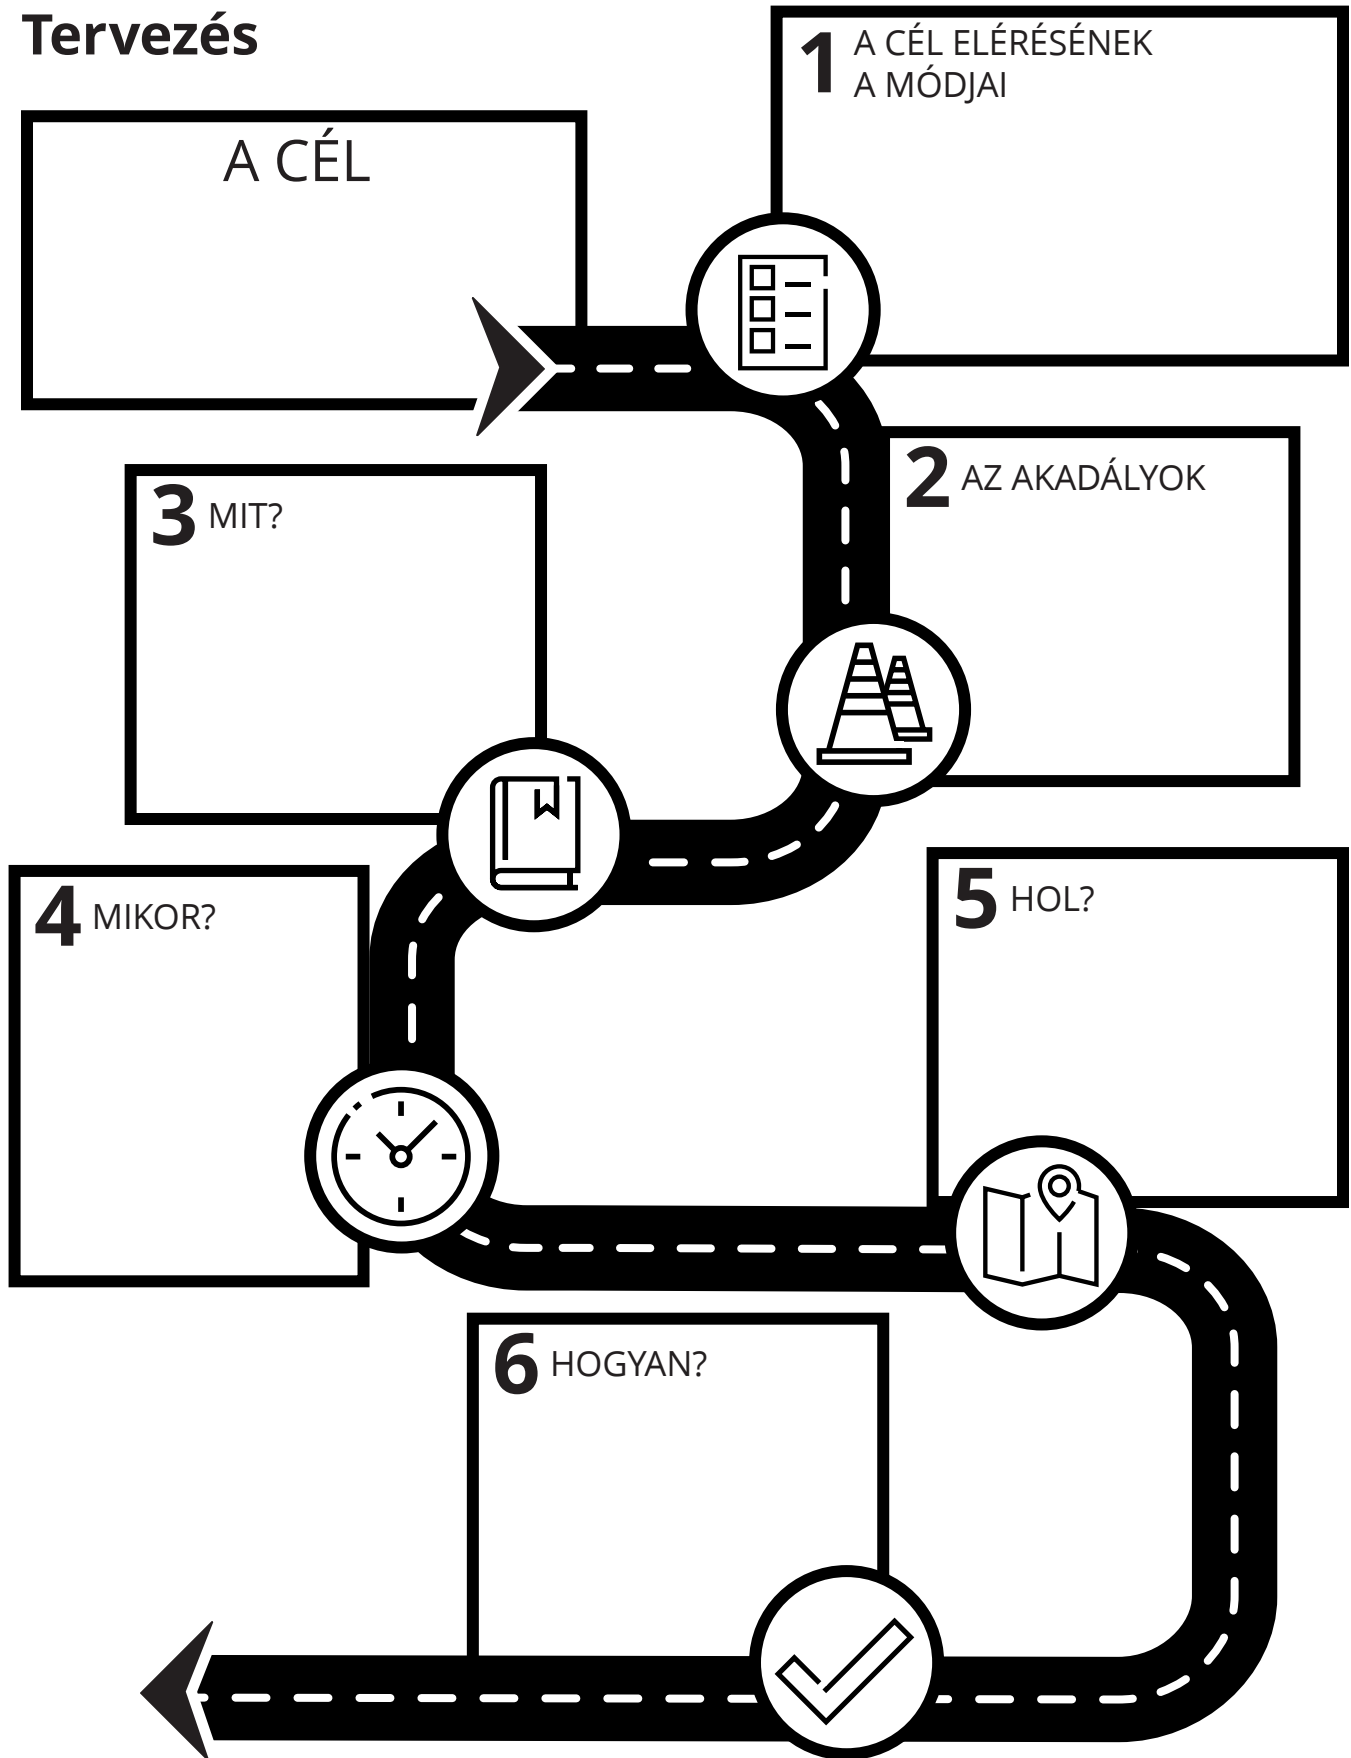 Tervezés
A CÉL
1 A CÉL ELÉRÉSÉNEK
A MÓDJAI
2 AZ AKADÁLYOK
3 MIT?
4 MIKOR?
5 HOL?
6 HOGYAN?